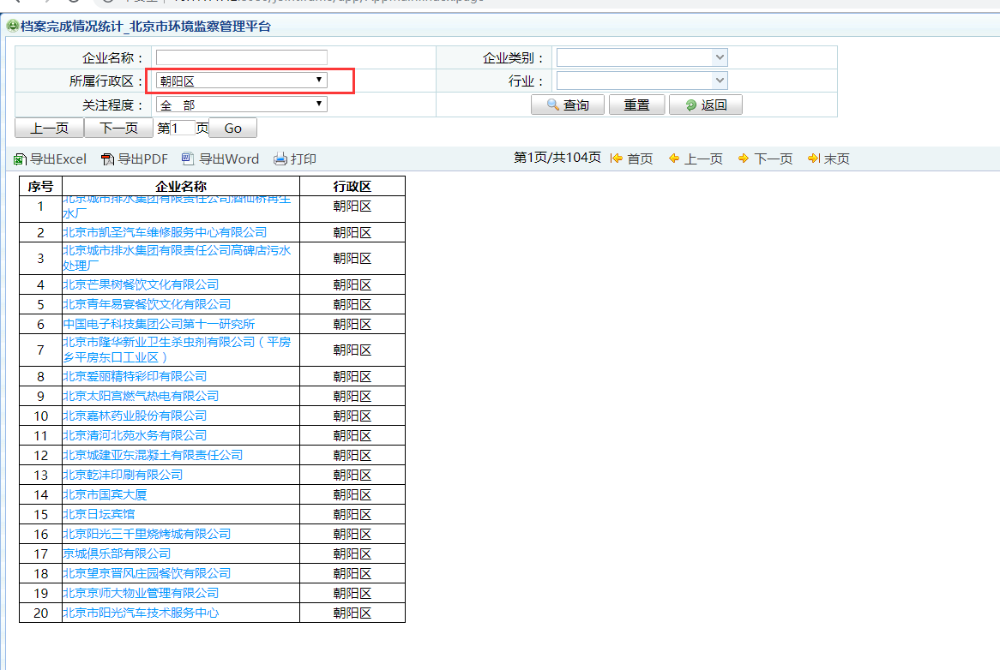 档案完成情况统计_北京市环境监察管理平台
企业名称： 企业类别：
所属行政区： 朝阳区 行业：
关注程度： 全 部 查询 重置 返回
上一页 下一页 第1页 Go
导出Excel 导出PDF 导出Word 打印 第1页/共104页 首页 上一页 下一页 末页
序号 企业名称 行政区
1 北京城市排水集团有限责任公司酒仙桥再生 朝阳区
水厂
2 北京市凯圣汽车维修服务中心有限公司 朝阳区
3 北京城市排水集团有限责任公司高碑店污水 朝阳区
处理厂
4 北京芒果树餐饮文化有限公司 朝阳区
5 北京青年易宴餐饮文化有限公司 朝阳区
6 中国电子科技集团公司第十一研究所 朝阳区
7 北京市隆华新业卫生杀虫剂有限公司（平房 朝阳区
乡平房东口工业区）
8 北京爱丽精特彩印有限公司 朝阳区
9 北京太阳宫燃气热电有限公司 朝阳区
10 北京嘉林药业股份有限公司 朝阳区
11 北京清河北苑水务有限公司 朝阳区
12 北京城建亚东混凝土有限责任公司 朝阳区
13 北京乾沣印刷有限公司 朝阳区
14 北京市国宾大厦 朝阳区
15 北京日坛宾馆 朝阳区
16 北京阳光三千里烧烤城有限公司 朝阳区
17 京城俱乐部有限公司 朝阳区
18 北京望京晋风庄园餐饮有限公司 朝阳区
19 北京京师大物业管理有限公司 朝阳区
20 北京市阳光汽车技术服务中心 朝阳区